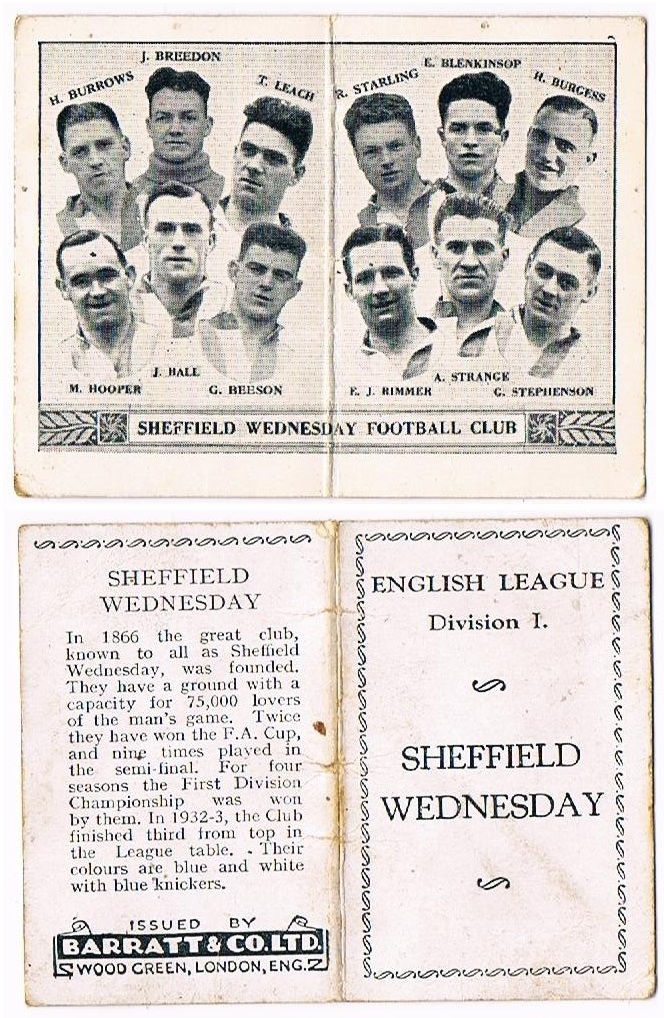 J. BREEDON
H. BURROWS
T. LEACH
E. BLENKINSOP
R. STARLING
H. BURGESS
J. HALL
M. HOOPER
G. BEESON
A. STRANGE
E. J. RIMMER
G. STEPHENSON
SHEFFIELD WEDNESDAY FOOTBALL CLUB
SHEFFIELD
WEDNESDAY
In 1866 the great club,
known to all as Sheffield
Wednesday, was founded.
They have a ground with a
capacity for 75,000 lovers
of the man's game. Twice
they have won the F.A. Cup,
and nine times played in
the semi-final. For four
seasons the First Division
Championship was won
by them. In 1932-3, the Club
finished third from top in
the League table. Their
colours are blue and white
with blue knickers.
ISSUED BY
BARRATT & CO. LTD.
WOOD GREEN, LONDON, ENG.
ENGLISH LEAGUE
Division I.
SHEFFIELD
WEDNESDAY